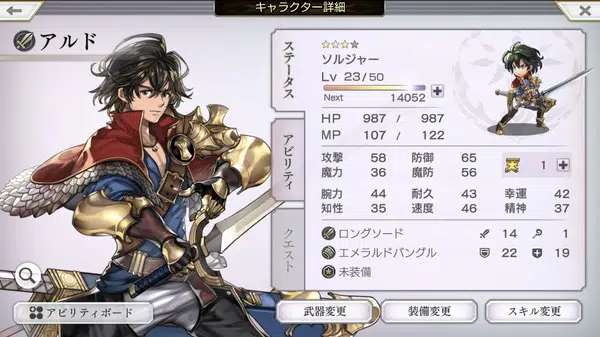 キャラクター詳細
アルド
ステータス
アビリティ
クエスト
ソルジャー
Lv 23/50
Next 14052
HP 987 / 987
MP 107 / 122
攻撃 58 防御 65
魔力 36 魔防 56
天 1
腕力 44 耐久 43 幸運 42
知性 35 速度 46 精神 37
ロングソード 14 1
エメラルドバングル 22 19
未装備
アビリティボード
武器変更
装備変更
スキル変更